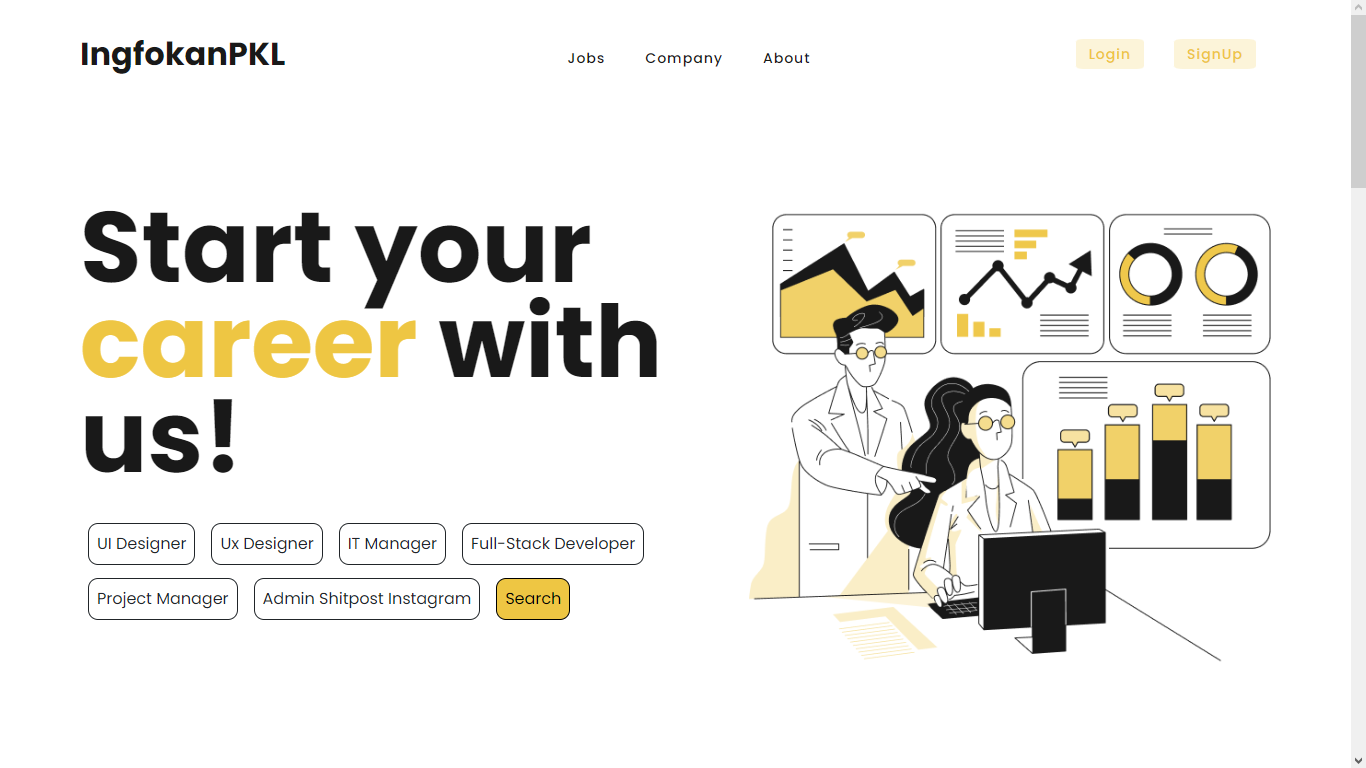 IngfokanPKL
Jobs Company About
Login SignUp
Start your
career with
us!
UI Designer Ux Designer IT Manager Full-Stack Developer
Project Manager Admin Shitpost Instagram Search